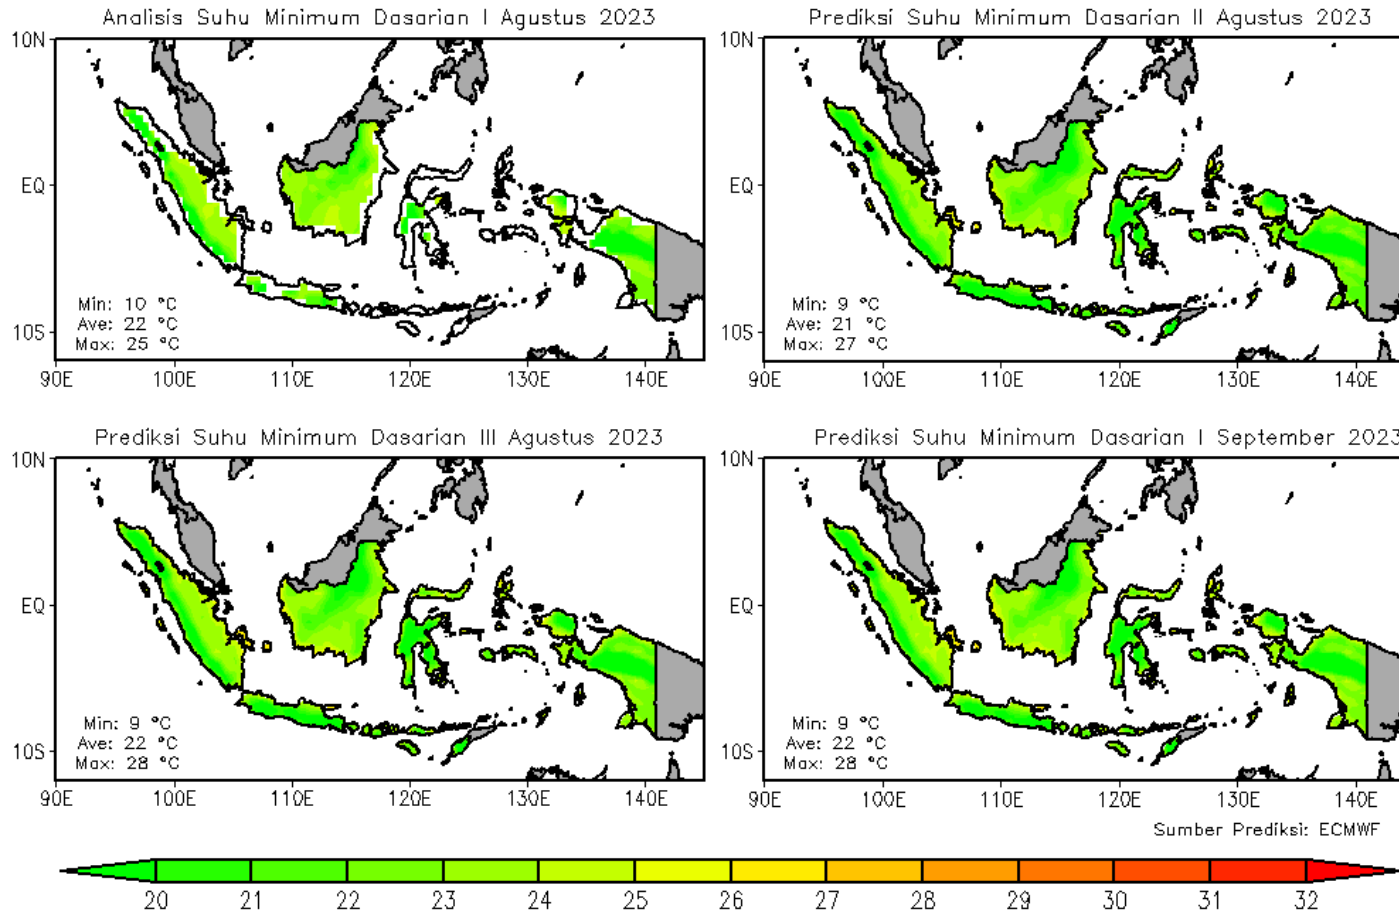 Analisis Suhu Minimum Dasarian I Agustus 2023
10N
EQ
10S
Min: 10 °C
Ave: 22 °C
Max: 25 °C
90E 100E 110E 120E 130E 140E
Prediksi Suhu Minimum Dasarian II Agustus 2023
10N
EQ
10S
Min: 9 °C
Ave: 21 °C
Max: 27 °C
90E 100E 110E 120E 130E 140E
Prediksi Suhu Minimum Dasarian III Agustus 2023
10N
EQ
10S
Min: 9 °C
Ave: 22 °C
Max: 28 °C
90E 100E 110E 120E 130E 140E
Prediksi Suhu Minimum Dasarian I September 2023
10N
EQ
10S
Min: 9 °C
Ave: 22 °C
Max: 28 °C
90E 100E 110E 120E 130E 140E
Sumber Prediksi: ECMWF
20 21 22 23 24 25 26 27 28 29 30 31 32